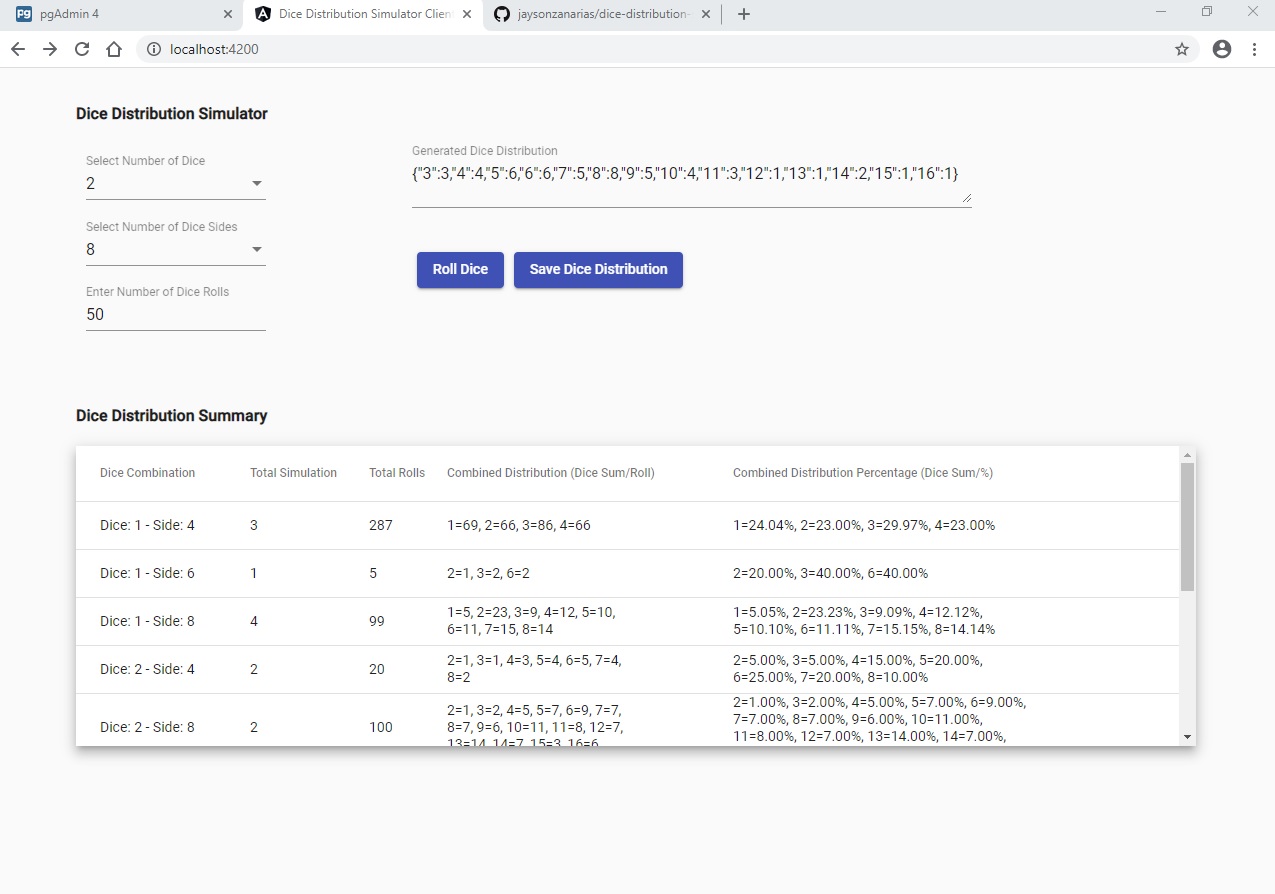 pgAdmin 4
Dice Distribution Simulator Clien
jaysonzanarias/dice-distribution-
localhost:4200
Dice Distribution Simulator
Select Number of Dice
2
Select Number of Dice Sides
8
Enter Number of Dice Rolls
50
Generated Dice Distribution
{"3":3,"4":4,"5":6,"6":6,"7":5,"8":8,"9":5,"10":4,"11":3,"12":1,"13":1,"14":2,"15":1,"16":1}
Roll Dice Save Dice Distribution
Dice Distribution Summary
Dice Combination Total Simulation Total Rolls Combined Distribution (Dice Sum/Roll) Combined Distribution Percentage (Dice Sum/%)
Dice: 1 - Side: 4 3 287 1=69, 2=66, 3=86, 4=66 1=24.04%, 2=23.00%, 3=29.97%, 4=23.00%
Dice: 1 - Side: 6 1 5 2=1, 3=2, 6=2 2=20.00%, 3=40.00%, 6=40.00%
Dice: 1 - Side: 8 4 99
1=5, 2=23, 3=9, 4=12, 5=10,
6=11, 7=15, 8=14
1=5.05%, 2=23.23%, 3=9.09%, 4=12.12%,
5=10.10%, 6=11.11%, 7=15.15%, 8=14.14%
Dice: 2 - Side: 4 2 20
2=1, 3=1, 4=3, 5=4, 6=5, 7=4,
8=2
2=5.00%, 3=5.00%, 4=15.00%, 5=20.00%,
6=25.00%, 7=20.00%, 8=10.00%
Dice: 2 - Side: 8 2 100
2=1, 3=2, 4=5, 5=7, 6=9, 7=7,
8=7, 9=6, 10=11, 11=8, 12=7,
13=14, 14=7, 15=3, 16=6
2=1.00%, 3=2.00%, 4=5.00%, 5=7.00%, 6=9.00%,
7=7.00%, 8=7.00%, 9=6.00%, 10=11.00%,
11=8.00%, 12=7.00%, 13=14.00%, 14=7.00%,